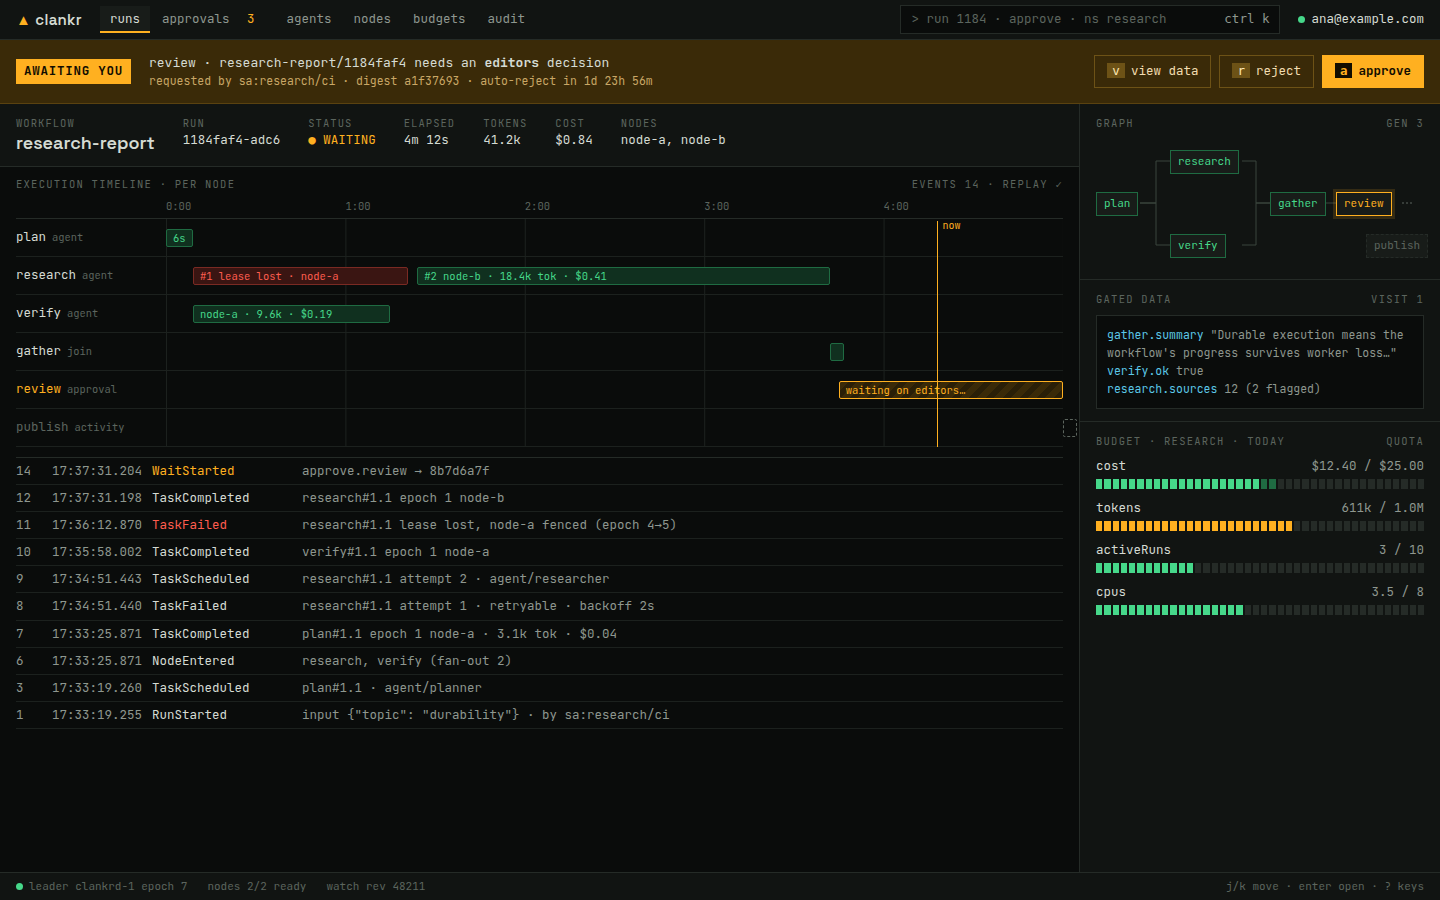 ▲ clankr runs approvals 3 agents nodes budgets audit > run 1184 · approve · ns research ctrl k ● ana@example.com
AWAITING YOU
review · research-report/1184faf4 needs an editors decision
requested by sa:research/ci · digest a1f37693 · auto-reject in 1d 23h 56m
v view data r reject a approve
WORKFLOW RUN STATUS ELAPSED TOKENS COST NODES
research-report 1184faf4-adc6 ● WAITING 4m 12s 41.2k $0.84 node-a, node-b
EXECUTION TIMELINE · PER NODE EVENTS 14 · REPLAY ✓
0:00 1:00 2:00 3:00 4:00
now
plan agent 6s
research agent #1 lease lost · node-a #2 node-b · 18.4k tok · $0.41
verify agent node-a · 9.6k · $0.19
gather join
review approval waiting on editors…
publish activity
14 17:37:31.204 WaitStarted approve.review → 8b7d6a7f
12 17:37:31.198 TaskCompleted research#1.1 epoch 1 node-b
11 17:36:12.870 TaskFailed research#1.1 lease lost, node-a fenced (epoch 4→5)
10 17:35:58.002 TaskCompleted verify#1.1 epoch 1 node-a
9 17:34:51.443 TaskScheduled research#1.1 attempt 2 · agent/researcher
8 17:34:51.440 TaskFailed research#1.1 attempt 1 · retryable · backoff 2s
7 17:33:25.871 TaskCompleted plan#1.1 epoch 1 node-a · 3.1k tok · $0.04
6 17:33:25.871 NodeEntered research, verify (fan-out 2)
3 17:33:19.260 TaskScheduled plan#1.1 · agent/planner
1 17:33:19.255 RunStarted input {"topic": "durability"} · by sa:research/ci
GRAPH GEN 3
research
plan gather review ···
verify publish
GATED DATA VISIT 1
gather.summary "Durable execution means the
workflow's progress survives worker loss…"
verify.ok true
research.sources 12 (2 flagged)
BUDGET · RESEARCH · TODAY QUOTA
cost $12.40 / $25.00
tokens 611k / 1.0M
activeRuns 3 / 10
cpus 3.5 / 8
● leader clankrd-1 epoch 7 nodes 2/2 ready watch rev 48211 j/k move · enter open · ? keys